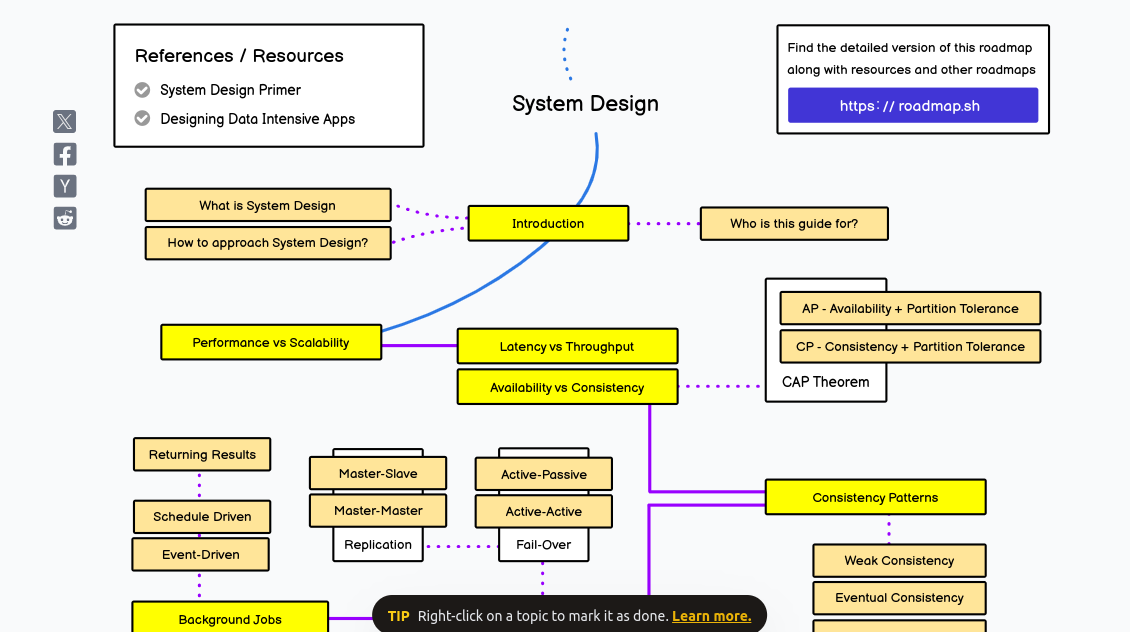 References / Resources
System Design Primer
Designing Data Intensive Apps
System Design
Find the detailed version of this roadmap
along with resources and other roadmaps
https://roadmap.sh
What is System Design
How to approach System Design?
Introduction
Who is this guide for?
Performance vs Scalability
Latency vs Throughput
Availability vs Consistency
AP - Availability + Partition Tolerance
CP - Consistency + Partition Tolerance
CAP Theorem
Returning Results
Schedule Driven
Event-Driven
Background Jobs
Master-Slave
Master-Master
Replication
Active-Passive
Active-Active
Fail-Over
Consistency Patterns
Weak Consistency
Eventual Consistency
TIP Right-click on a topic to mark it as done. Learn more.